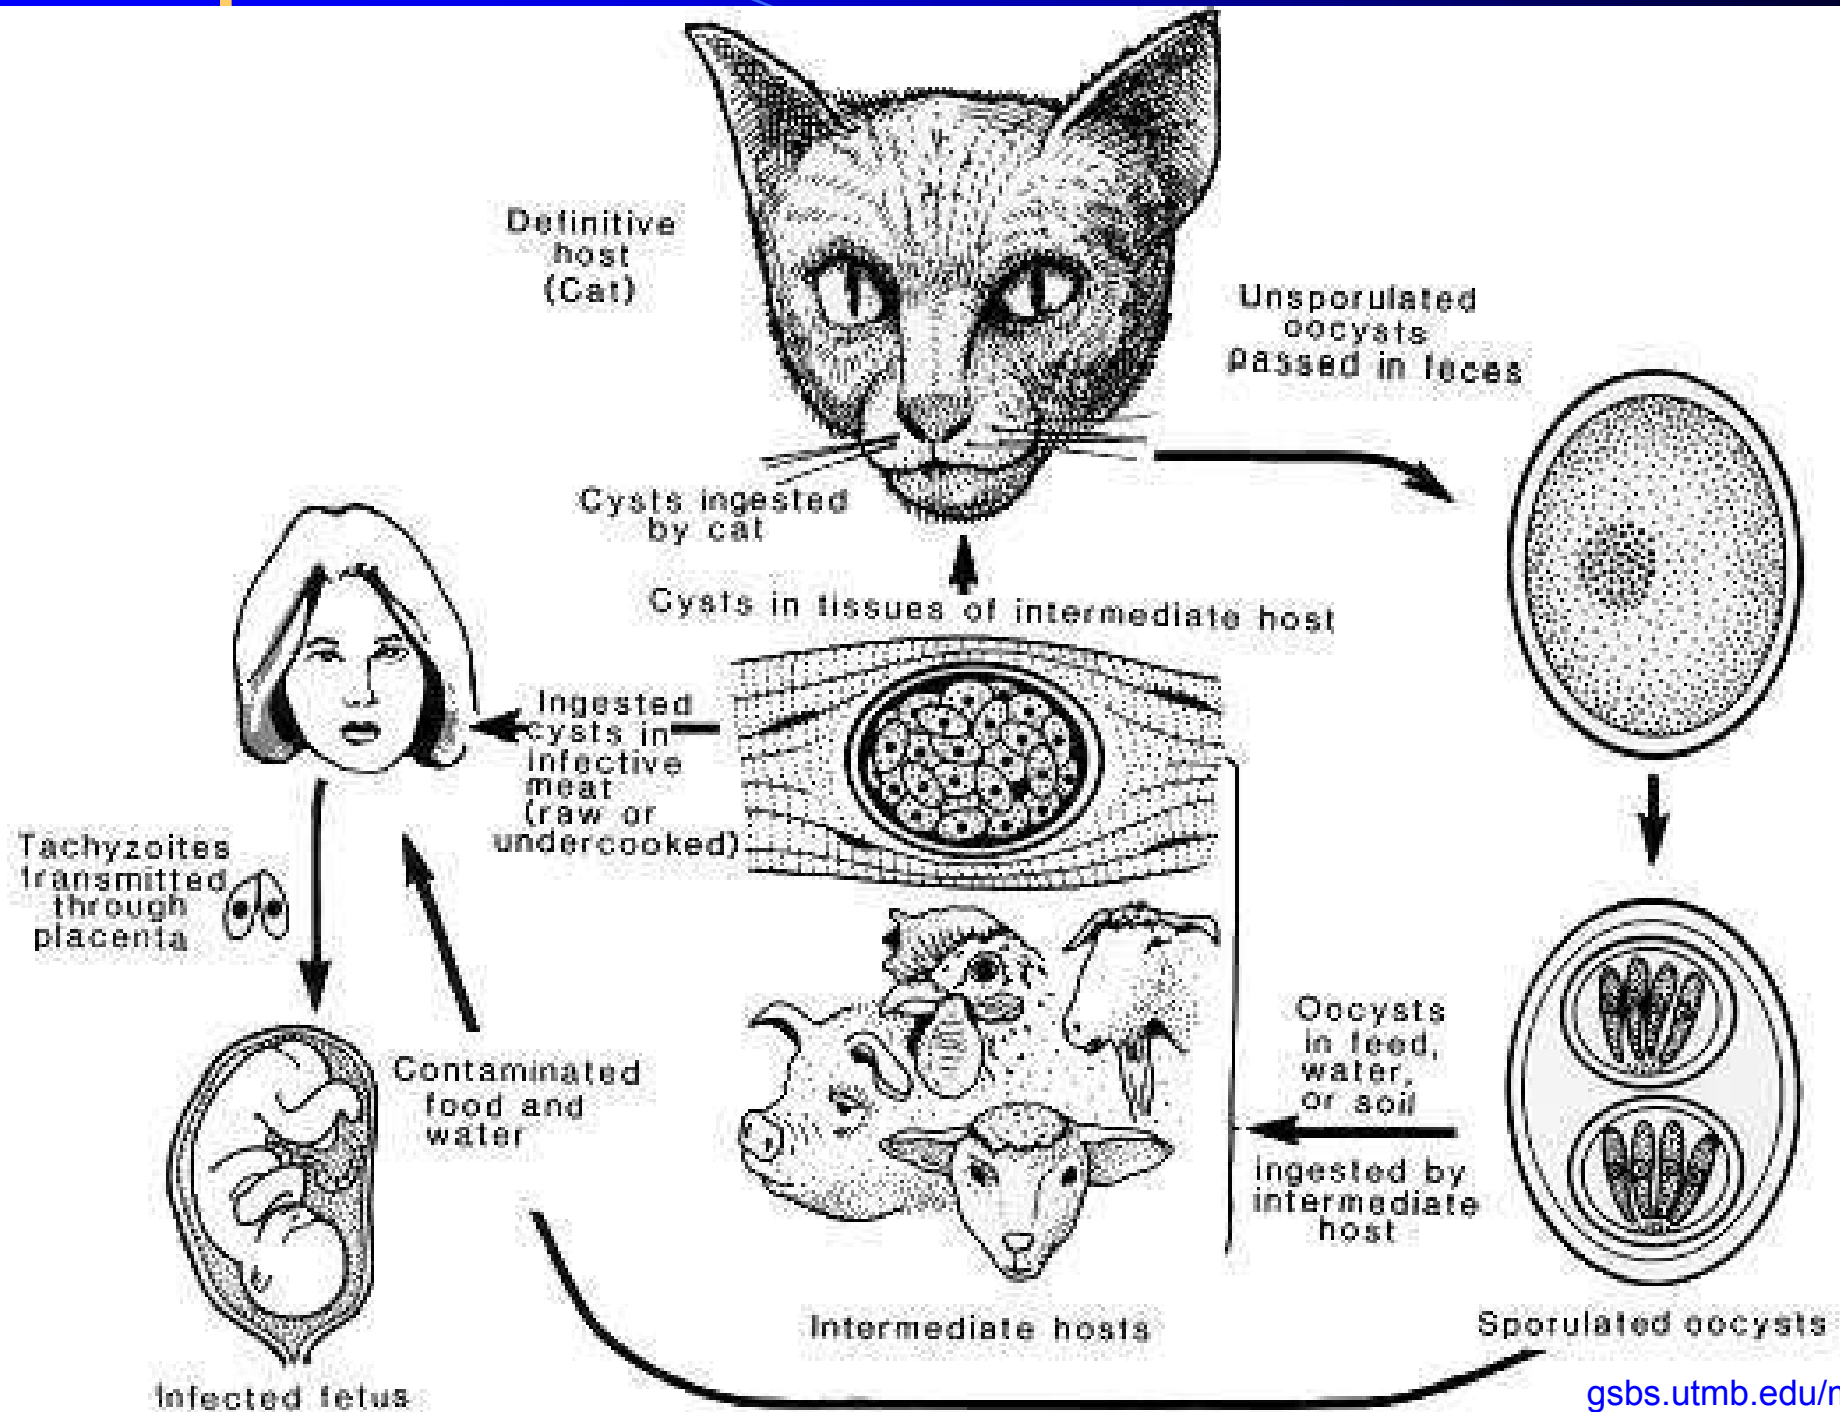 Definitive
host
(Cat)
Unsporulated
oocysts
passed in feces
Cysts ingested
by cat
Cysts in tissues of intermediate host
Ingested
cysts in
infective
meat
(raw or
undercooked)
Tachyzoites
transmitted
through
placenta
Contaminated
food and
water
Oocysts
in feed,
water,
or soil
ingested by
intermediate
host
Intermediate hosts
Sporulated oocysts
Infected fetus
gsbs.utmb.edu/